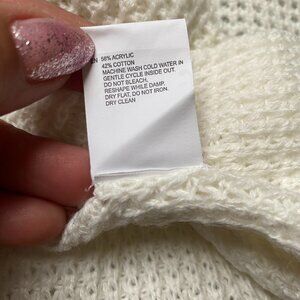 EN 58% ACRYLIC
42% COTTON
MACHINE WASH COLD WATER IN
GENTLE CYCLE INSIDE OUT.
DO NOT BLEACH.
RESHAPE WHILE DAMP.
DRY FLAT, DO NOT IRON.
DRY CLEAN